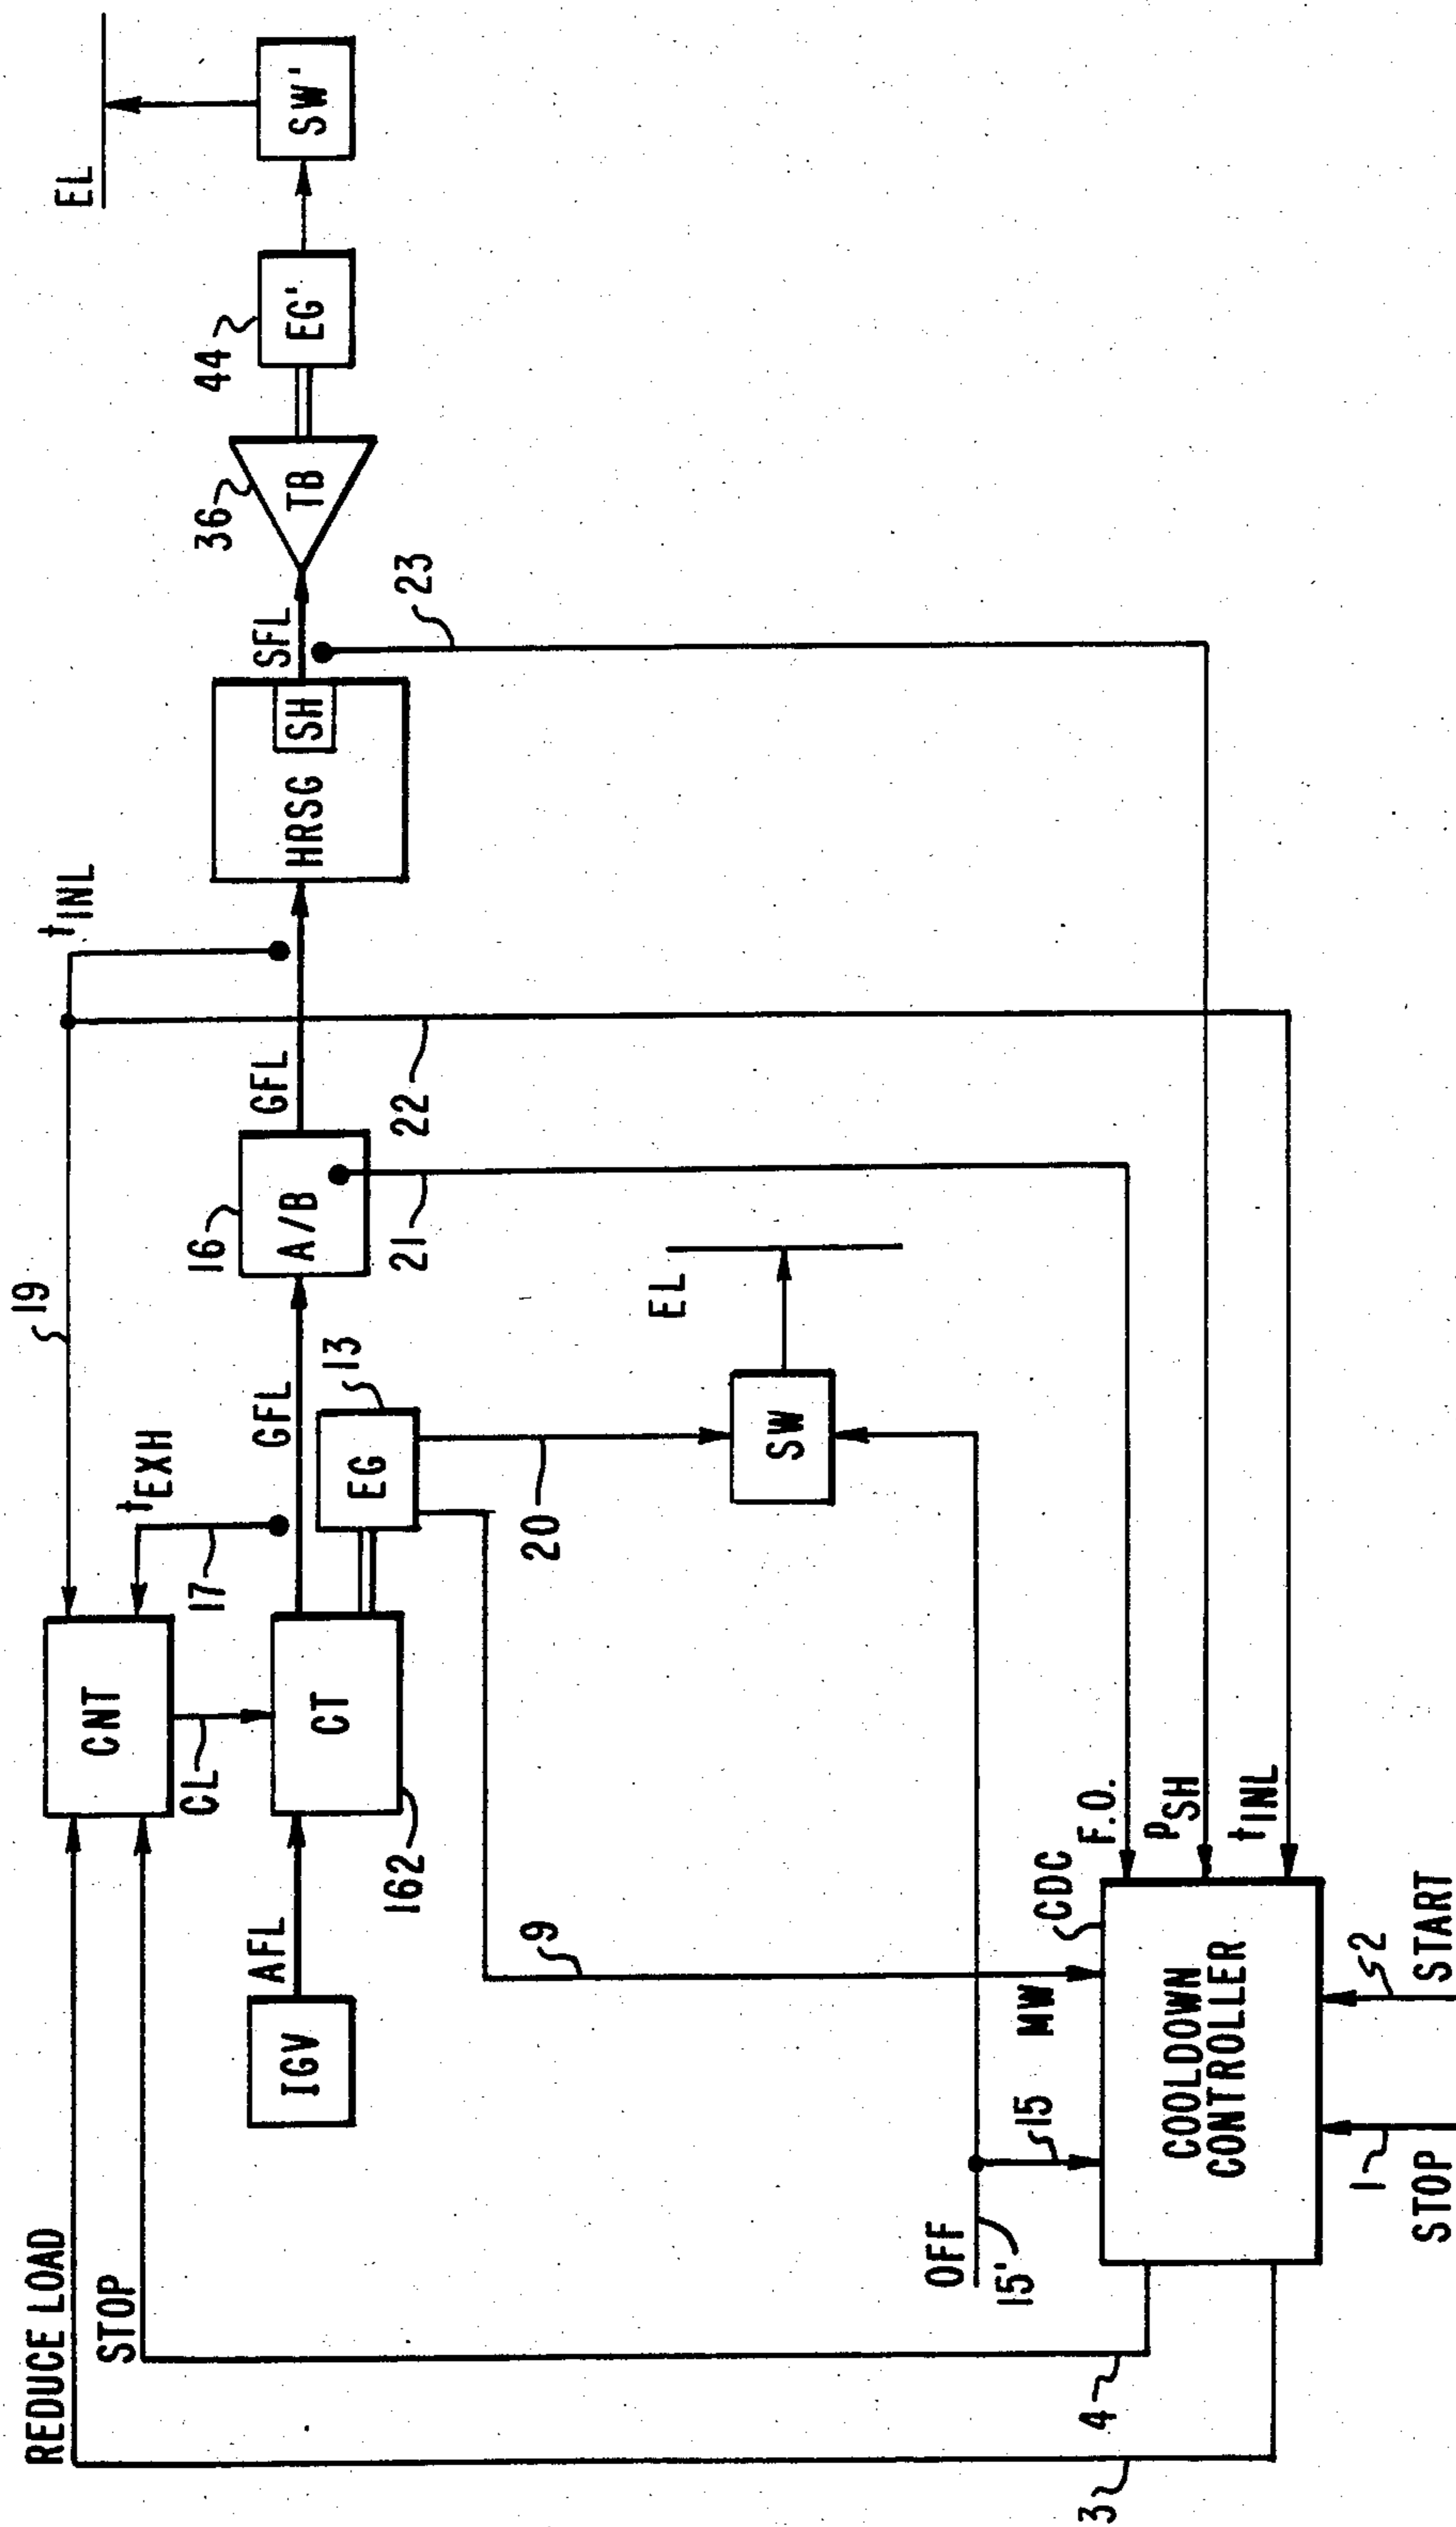 REDUCE LOAD
STOP
19
tINL
EL
CNT
tEXH
17
CL
AFL
IGV
CT
162
GFL
EG
13
16
A/B
GFL
HRSG
SH
SFL
36
TB
44
EG'
SW'
9
20
21
22
23
SW
EL
OFF
15'
15
MW
CDC
F.O.
PSH
tINL
COOLDOWN
CONTROLLER
4
3
1
STOP
2
START